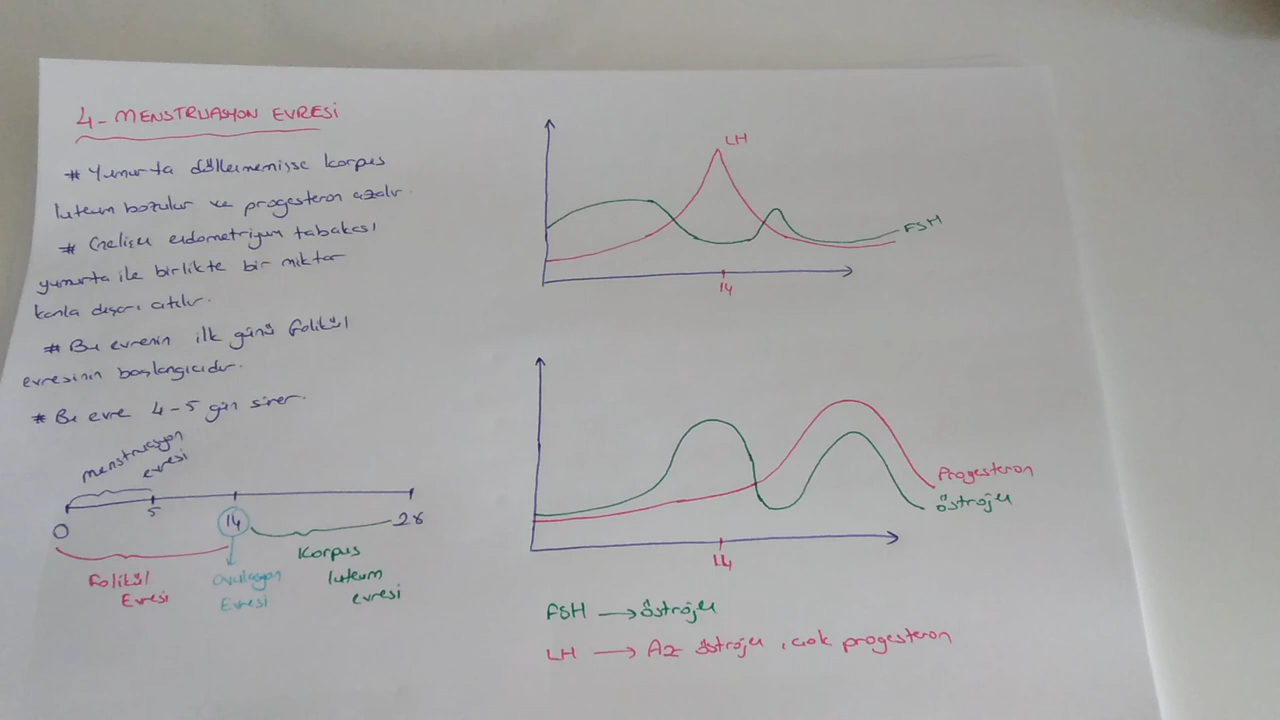 4- MENSTRUASYON EVRESİ
# Yumurta döllenmemişse korpus
luteum bozulur ve progesteron azalır.
# Gelişen endometriyum tabakası
yumurta ile birlikte bir miktar
kanla dışarı atılır.
# Bu evrenin ilk günü folikül
evresinin başlangıcıdır.
# Bu evre 4-5 gün sürer.
menstruasyon
evresi
0
5
14
28
Folikül
Evresi
Ovulasyon
Evresi
Korpus
luteum
evresi
LH
FSH
14
Progesteron
östrojen
14
FSH → östrojen
LH → Az östrojen, çok progesteron